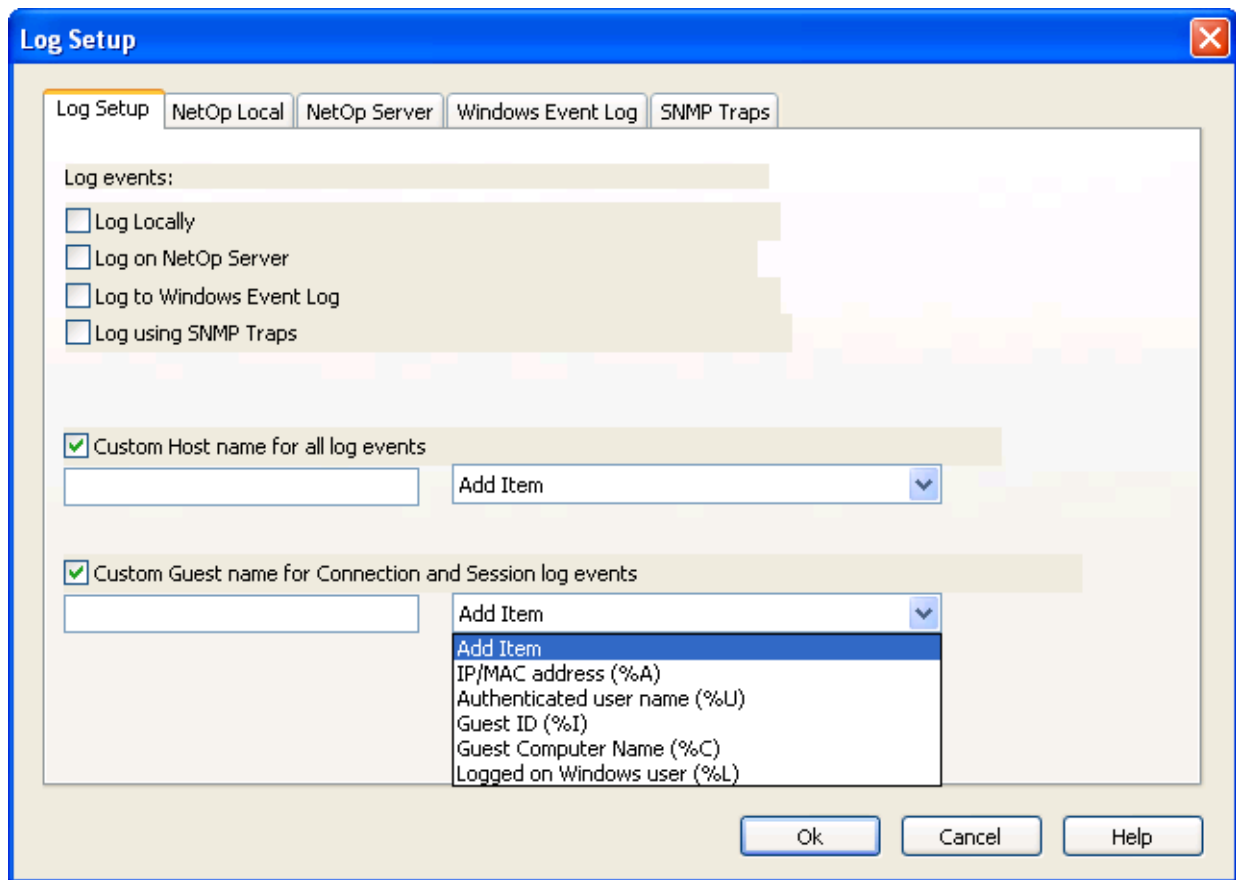 Log Setup
Log Setup
NetOp Local
NetOp Server
Windows Event Log
SNMP Traps
Log events:
Log Locally
Log on NetOp Server
Log to Windows Event Log
Log using SNMP Traps
Custom Host name for all log events
Add Item
Custom Guest name for Connection and Session log events
Add Item
Add Item
IP/MAC address (%A)
Authenticated user name (%U)
Guest ID (%I)
Guest Computer Name (%C)
Logged on Windows user (%L)
Ok
Cancel
Help